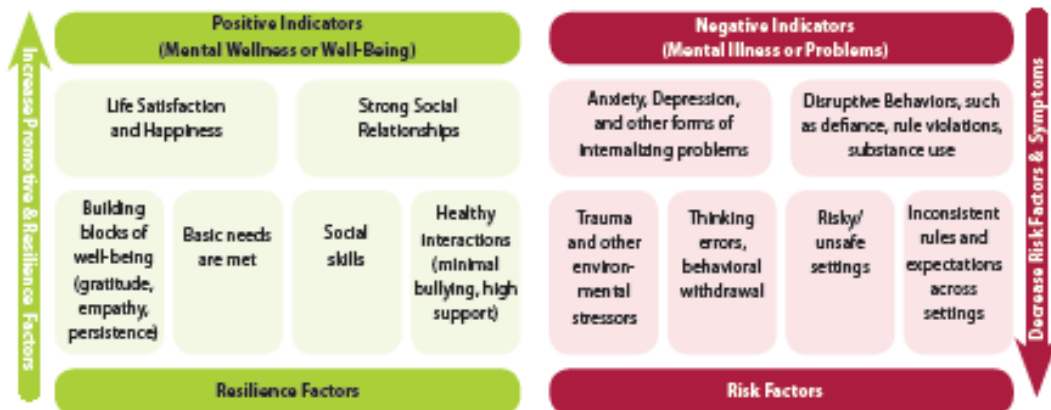 Increase Promotive & Resilience Factors
Positive Indicators
(Mental Wellness or Well-Being)
Life Satisfaction
and Happiness
Strong Social
Relationships
Building
blocks of
well-being
(gratitude,
empathy,
persistence)
Basic needs
are met
Social
skills
Healthy
interactions
(minimal
bullying, high
support)
Resilience Factors
Negative Indicators
(Mental Illness or Problems)
Anxiety, Depression,
and other forms of
internalizing problems
Disruptive Behaviors, such
as defiance, rule violations,
substance use
Trauma
and other
environ-
mental
stressors
Thinking
errors,
behavioral
withdrawal
Risky/
unsafe
settings
Inconsistent
rules and
expectations
across
settings
Risk Factors
Decrease Risk Factors & Symptoms